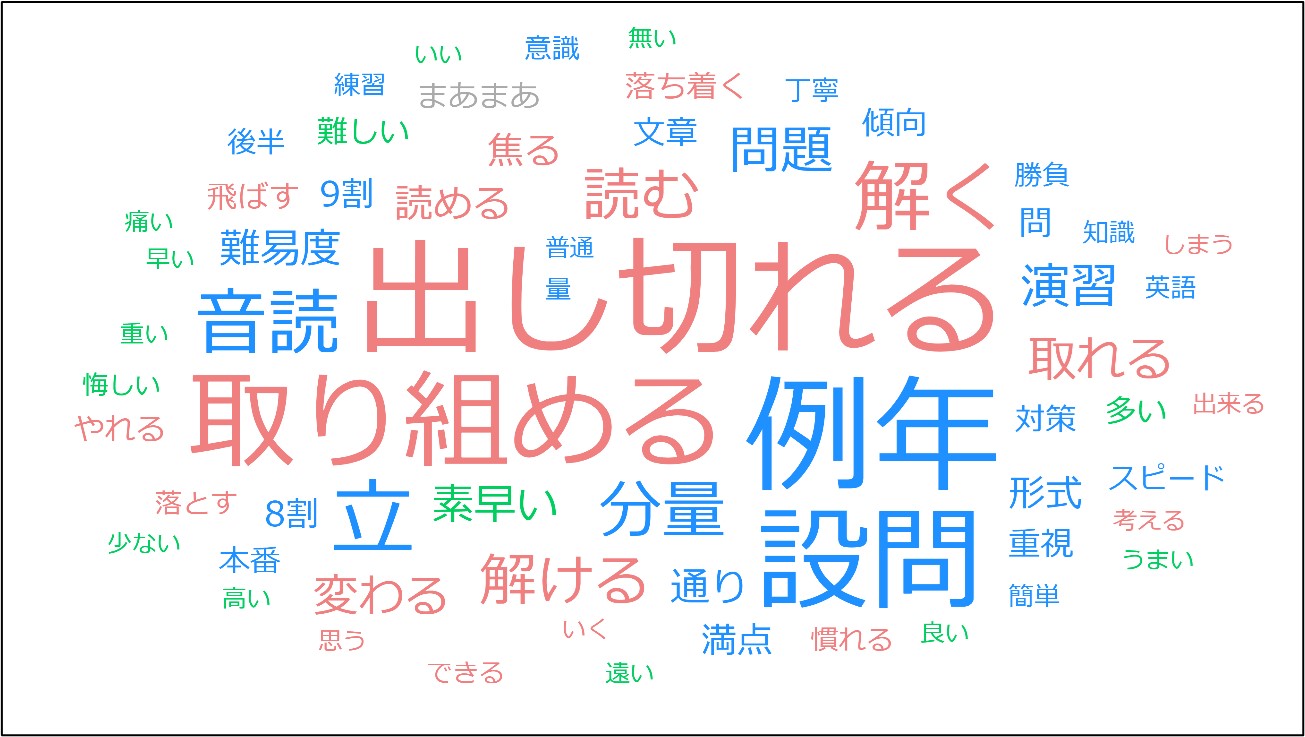 無い
いい
意識
練習
まあまあ
落ち着く
丁寧
後半
難しい
焦る
文章
問題
傾向
飛ばす
9割
読める
読む
解く
勝負
痛い
早い
難易度
普通
問
知識
しまう
音読
出し切れる
量
演習
英語
重い
取れる
悔しい
やれる
取り組める
例年
対策
多い
出来る
落とす
8割
立
素早い
分量
設問
形式
スピード
少ない
本番
重視
考える
うまい
高い
変わる
解ける
通り
簡単
思う
いく
満点
慣れる
良い
できる
遠い